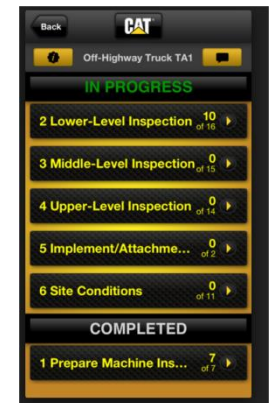 Back
CAT
Off-Highway Truck TA1
IN PROGRESS
2 Lower-Level Inspection 10 of 16
3 Middle-Level Inspection 0 of 15
4 Upper-Level Inspection 0 of 14
5 Implement/Attachme... 0 of 2
6 Site Conditions 0 of 11
COMPLETED
1 Prepare Machine Ins... 7 of 7